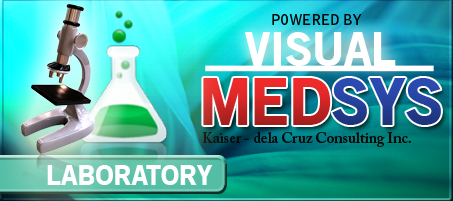 POWERED BY
VISUAL
MEDSYS
Kaiser - dela Cruz Consulting Inc.
LABORATORY